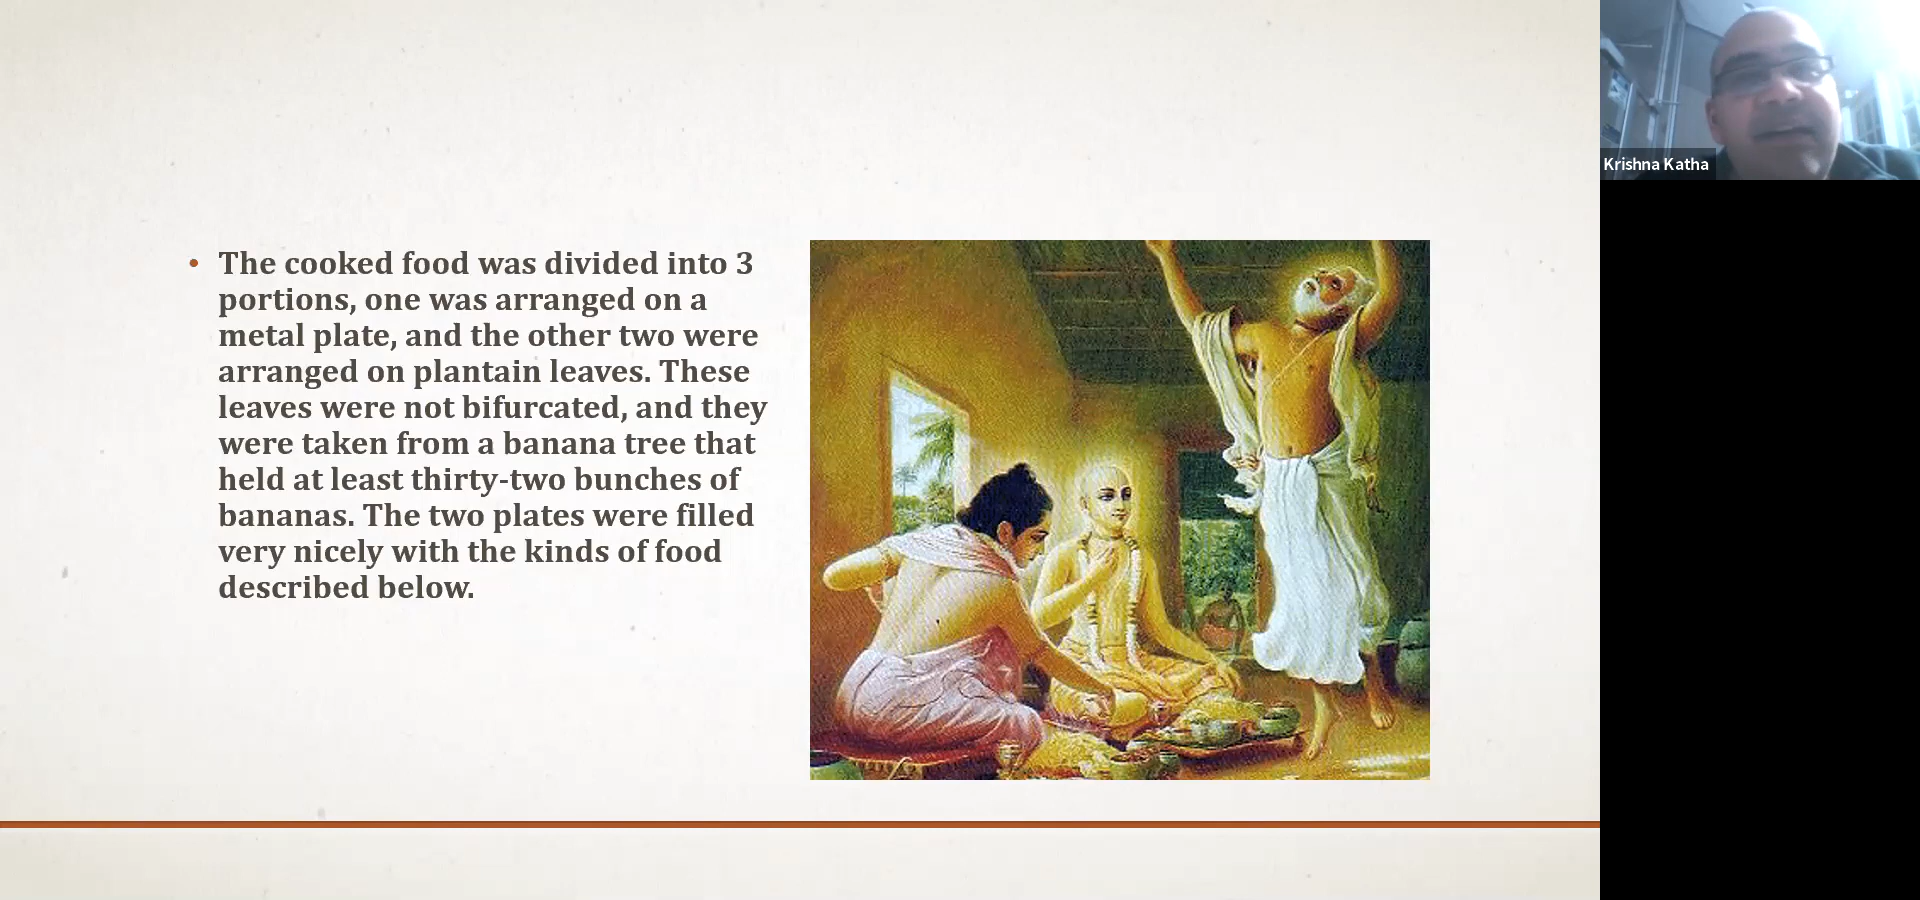 • The cooked food was divided into 3
portions, one was arranged on a
metal plate, and the other two were
arranged on plantain leaves. These
leaves were not bifurcated, and they
were taken from a banana tree that
held at least thirty-two bunches of
bananas. The two plates were filled
very nicely with the kinds of food
described below.
Krishna Katha